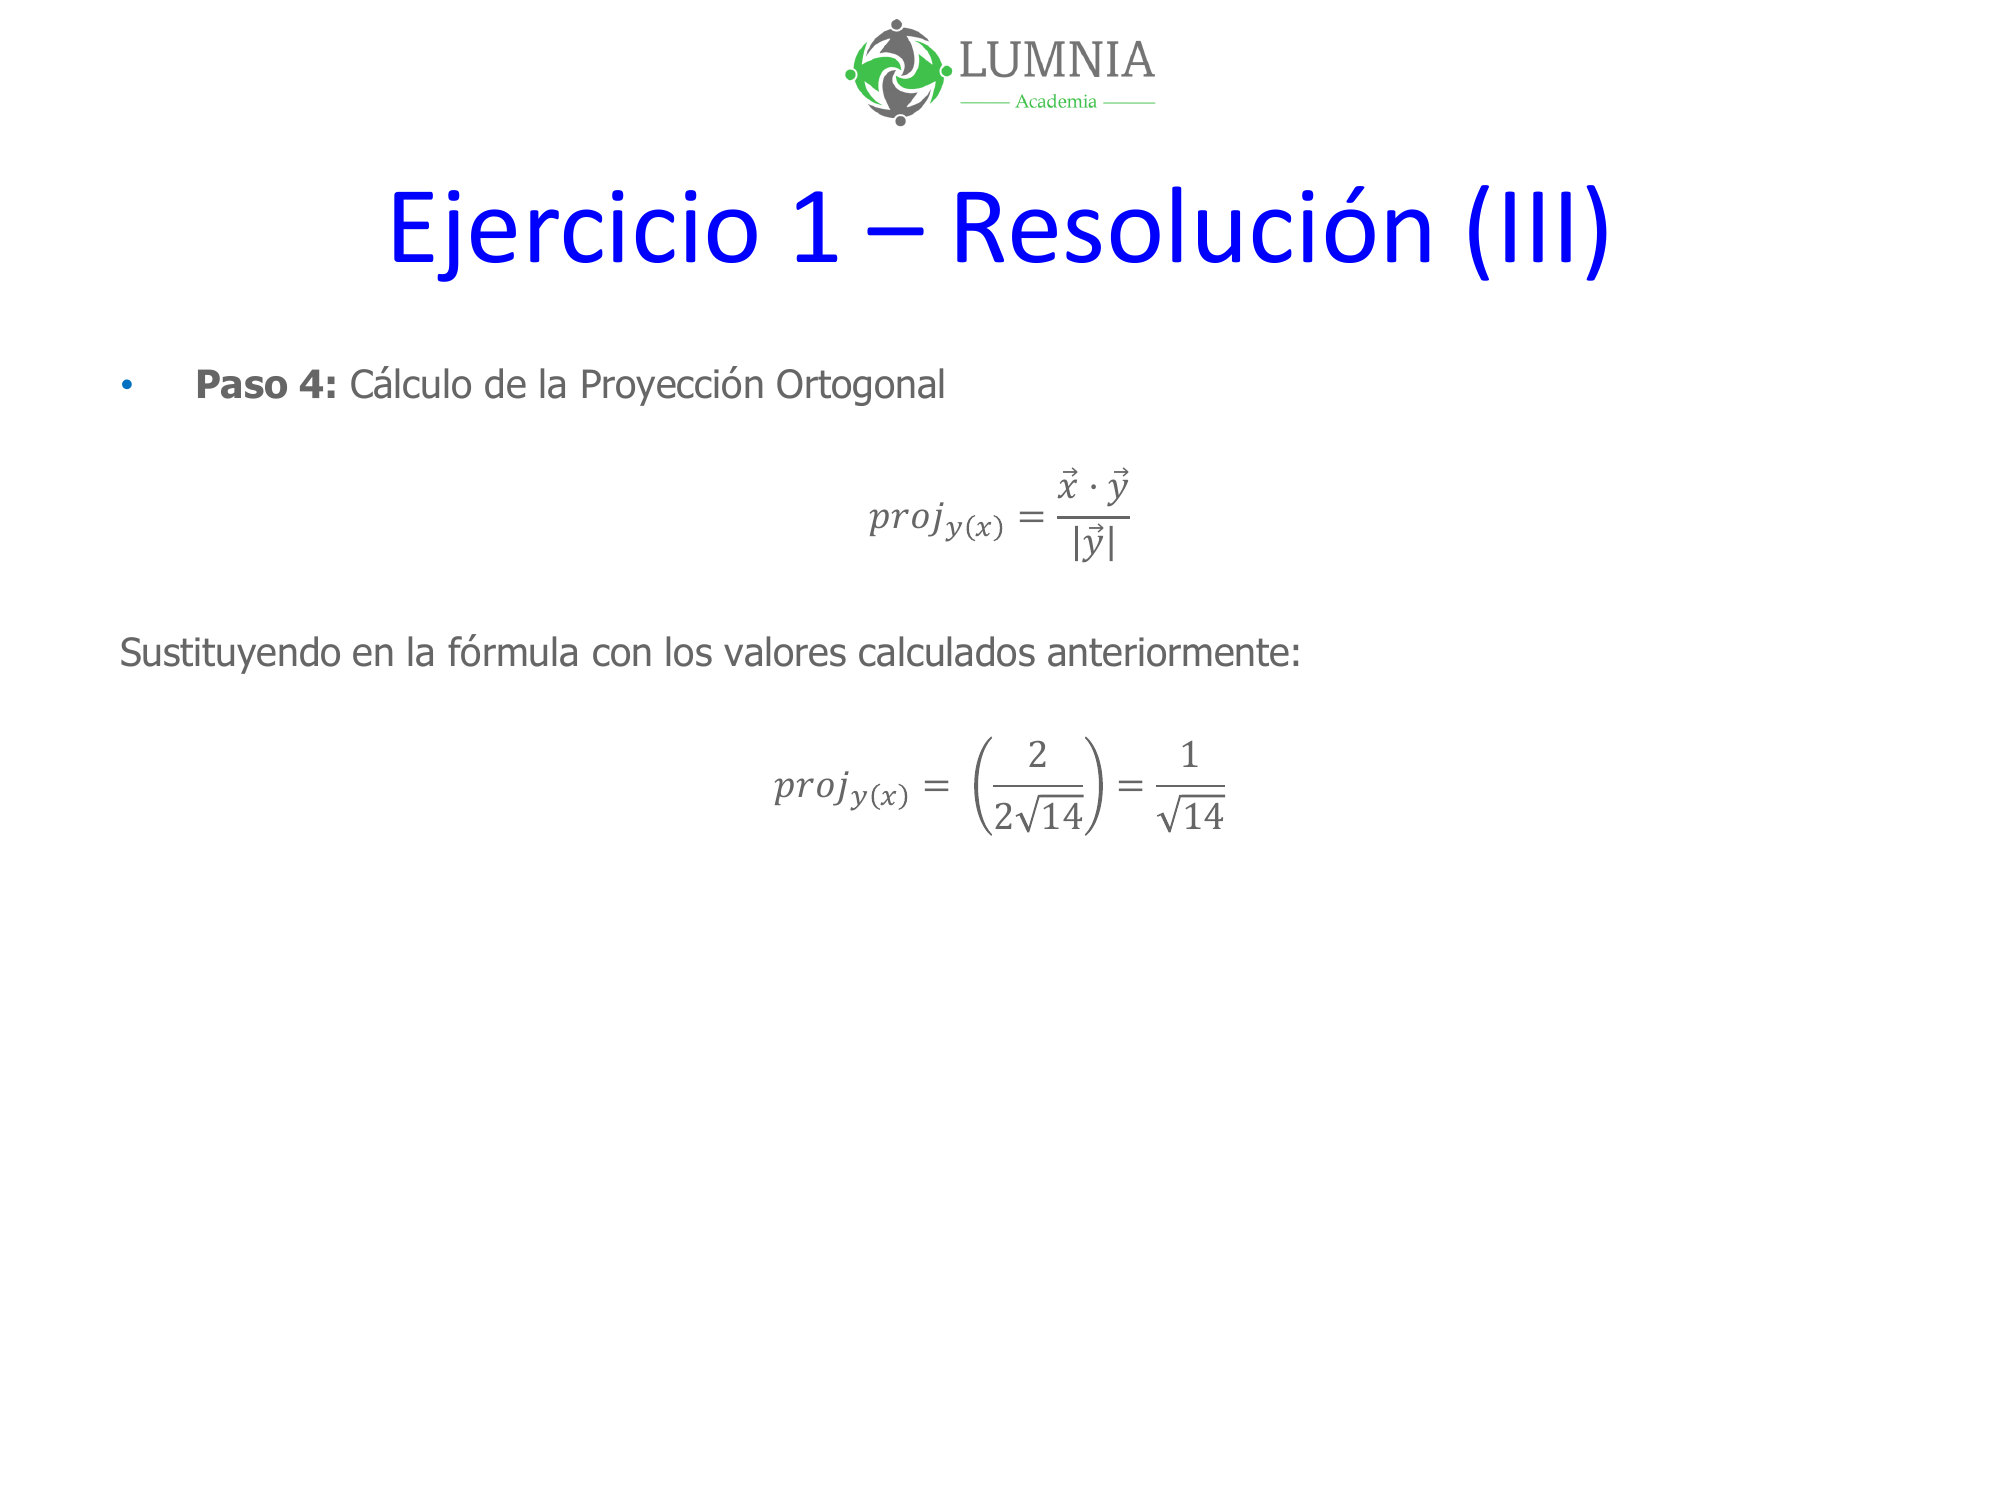 LUMNIA
Academia
Ejercicio 1 – Resolución (III)
• Paso 4: Cálculo de la Proyección Ortogonal
$proj_{y(x)} = \frac{\vec{x} \cdot \vec{y}}{|\vec{y}|}$
Sustituyendo en la fórmula con los valores calculados anteriormente:
$proj_{y(x)} = \left(\frac{2}{2\sqrt{14}}\right) = \frac{1}{\sqrt{14}}$